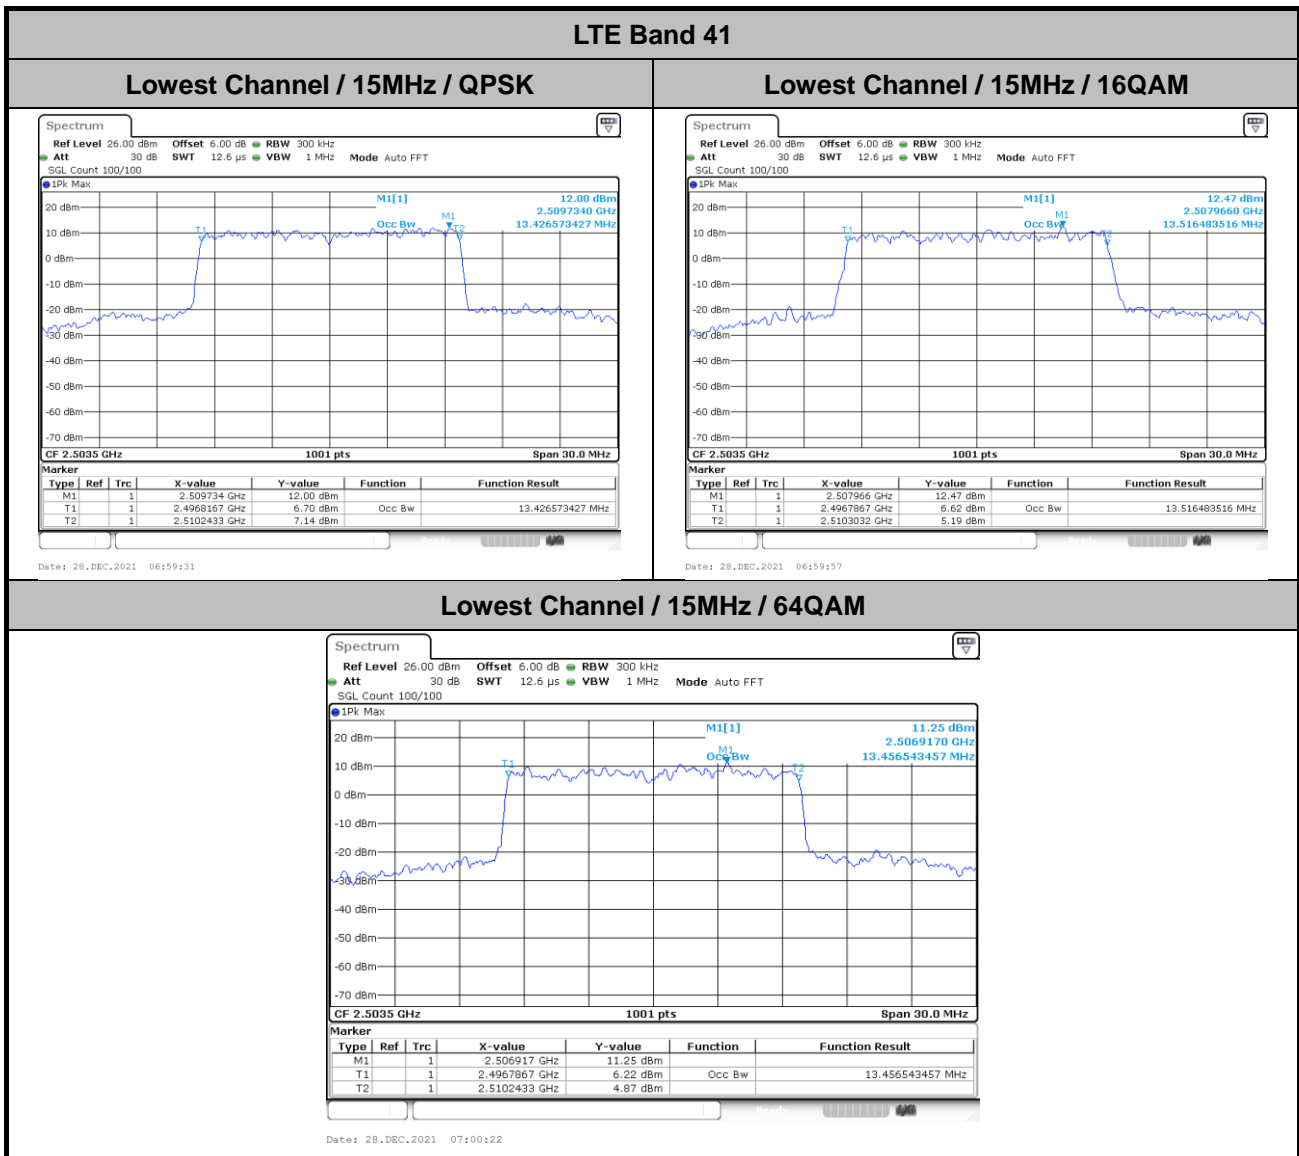 LTE Band 41
Lowest Channel / 15MHz / QPSK
Lowest Channel / 15MHz / 16QAM
Spectrum
Ref Level 26.00 dBm Offset 6.00 dB RBW 300 kHz
Att 30 dB SWT 12.6 µs VBW 1 MHz Mode Auto FFT
SGL Count 100/100
1Pk Max
M1[1] 12.00 dBm
2.5097340 GHz
Occ Bw 13.426573427 MHz
M1
T1
T2
20 dBm
10 dBm
0 dBm
-10 dBm
-20 dBm
-30 dBm
-40 dBm
-50 dBm
-60 dBm
-70 dBm
CF 2.5035 GHz 1001 pts Span 30.0 MHz
Marker
Type Ref Trc X-value Y-value Function Function Result
M1 1 2.509734 GHz 12.00 dBm
T1 1 2.4968167 GHz 6.70 dBm Occ Bw 13.426573427 MHz
T2 1 2.5102433 GHz 7.14 dBm
Ready
Date: 28.DEC.2021 06:59:31
Spectrum
Ref Level 26.00 dBm Offset 6.00 dB RBW 300 kHz
Att 30 dB SWT 12.6 µs VBW 1 MHz Mode Auto FFT
SGL Count 100/100
1Pk Max
M1[1] 12.47 dBm
2.5079660 GHz
Occ Bw 13.516483516 MHz
M1
T1
T2
20 dBm
10 dBm
0 dBm
-10 dBm
-20 dBm
-30 dBm
-40 dBm
-50 dBm
-60 dBm
-70 dBm
CF 2.5035 GHz 1001 pts Span 30.0 MHz
Marker
Type Ref Trc X-value Y-value Function Function Result
M1 1 2.507966 GHz 12.47 dBm
T1 1 2.4967867 GHz 6.62 dBm Occ Bw 13.516483516 MHz
T2 1 2.5103032 GHz 5.19 dBm
Ready
Date: 28.DEC.2021 06:59:57
Lowest Channel / 15MHz / 64QAM
Spectrum
Ref Level 26.00 dBm Offset 6.00 dB RBW 300 kHz
Att 30 dB SWT 12.6 µs VBW 1 MHz Mode Auto FFT
SGL Count 100/100
1Pk Max
M1[1] 11.25 dBm
2.5069170 GHz
Occ Bw 13.456543457 MHz
M1
T1
T2
20 dBm
10 dBm
0 dBm
-10 dBm
-20 dBm
-30 dBm
-40 dBm
-50 dBm
-60 dBm
-70 dBm
CF 2.5035 GHz 1001 pts Span 30.0 MHz
Marker
Type Ref Trc X-value Y-value Function Function Result
M1 1 2.506917 GHz 11.25 dBm
T1 1 2.4967867 GHz 6.22 dBm Occ Bw 13.456543457 MHz
T2 1 2.5102433 GHz 4.87 dBm
Ready
Date: 28.DEC.2021 07:00:22